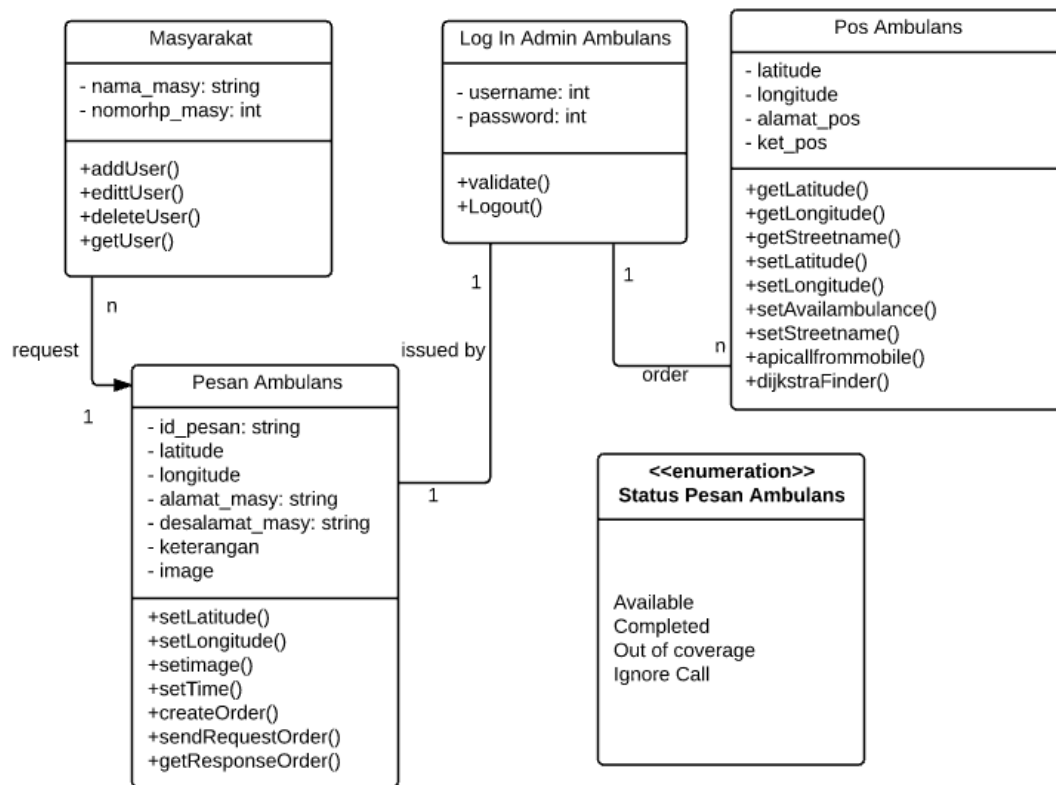 Masyarakat
- nama_masy: string
- nomorhp_masy: int
+addUser()
+edittUser()
+deleteUser()
+getUser()
Log In Admin Ambulans
- username: int
- password: int
+validate()
+Logout()
Pos Ambulans
- latitude
- longitude
- alamat_pos
- ket_pos
+getLatitude()
+getLongitude()
+getStreetname()
+setLatitude()
+setLongitude()
+setAvailambulance()
+setStreetname()
+apicallfrommobile()
+dijkstraFinder()
n
request
1
1
issued by
1
1
order
n
Pesan Ambulans
- id_pesan: string
- latitude
- longitude
- alamat_masy: string
- desalamat_masy: string
- keterangan
- image
+setLatitude()
+setLongitude()
+setimage()
+setTime()
+createOrder()
+sendRequestOrder()
+getResponseOrder()
<<enumeration>>
Status Pesan Ambulans
Available
Completed
Out of coverage
Ignore Call